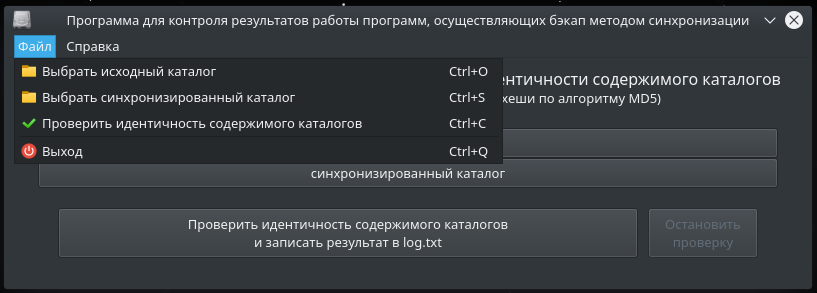 Программа для контроля результатов работы программ, осуществляющих бэкап методом синхронизации
Файл Справка
Выбрать исходный каталог Ctrl+O
Выбрать синхронизированный каталог Ctrl+S
Проверить идентичность содержимого каталогов Ctrl+C
Выход Ctrl+Q
содержимого каталогов
хеши по алгоритму MD5)
синхронизированный каталог
Проверить идентичность содержимого каталогов
и записать результат в log.txt
Остановить
проверку